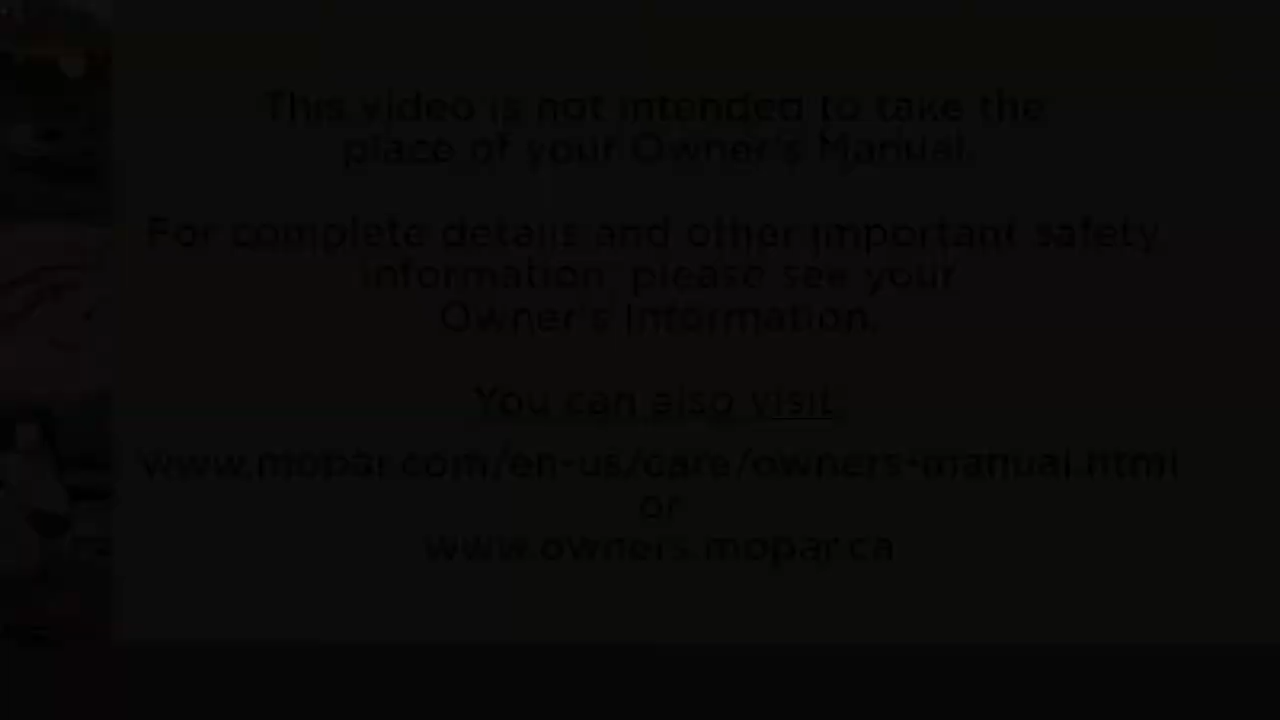 This video is not intended to take the
place of your Owner's Manual.
For complete details and other important safety
information, please see your
Owner's Information.
You can also visit
www.mopar.com/en-us/care/owners-manual.html
or
www.owners.mopar.ca